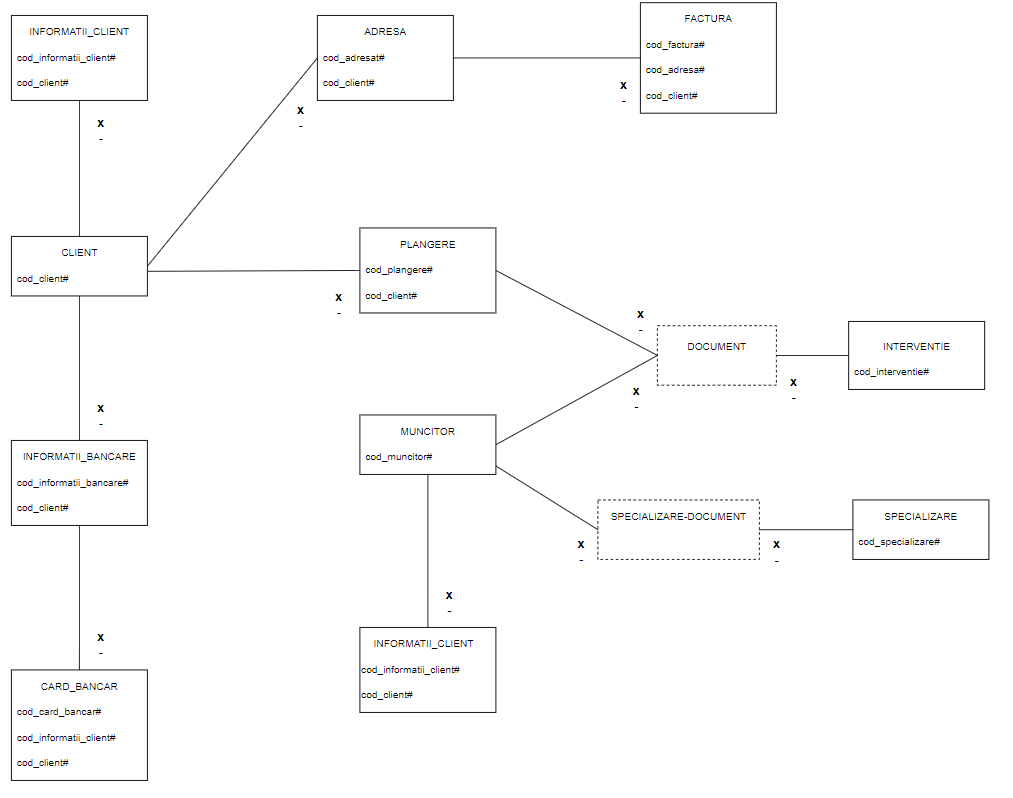 INFORMATII_CLIENT
cod_informatii_client#
cod_client#
x
-
ADRESA
cod_adresat#
cod_client#
x
-
FACTURA
cod_factura#
cod_adresa#
cod_client#
x
-
CLIENT
cod_client#
PLANGERE
cod_plangere#
cod_client#
x
-
x
-
DOCUMENT
x
-
INTERVENTIE
cod_interventie#
x
-
x
-
INFORMATII_BANCARE
cod_informatii_bancare#
cod_client#
MUNCITOR
cod_muncitor#
SPECIALIZARE-DOCUMENT
x
-
x
-
SPECIALIZARE
cod_specializare#
x
-
INFORMATII_CLIENT
cod_informatii_client#
cod_client#
x
-
CARD_BANCAR
cod_card_bancar#
cod_informatii_client#
cod_client#